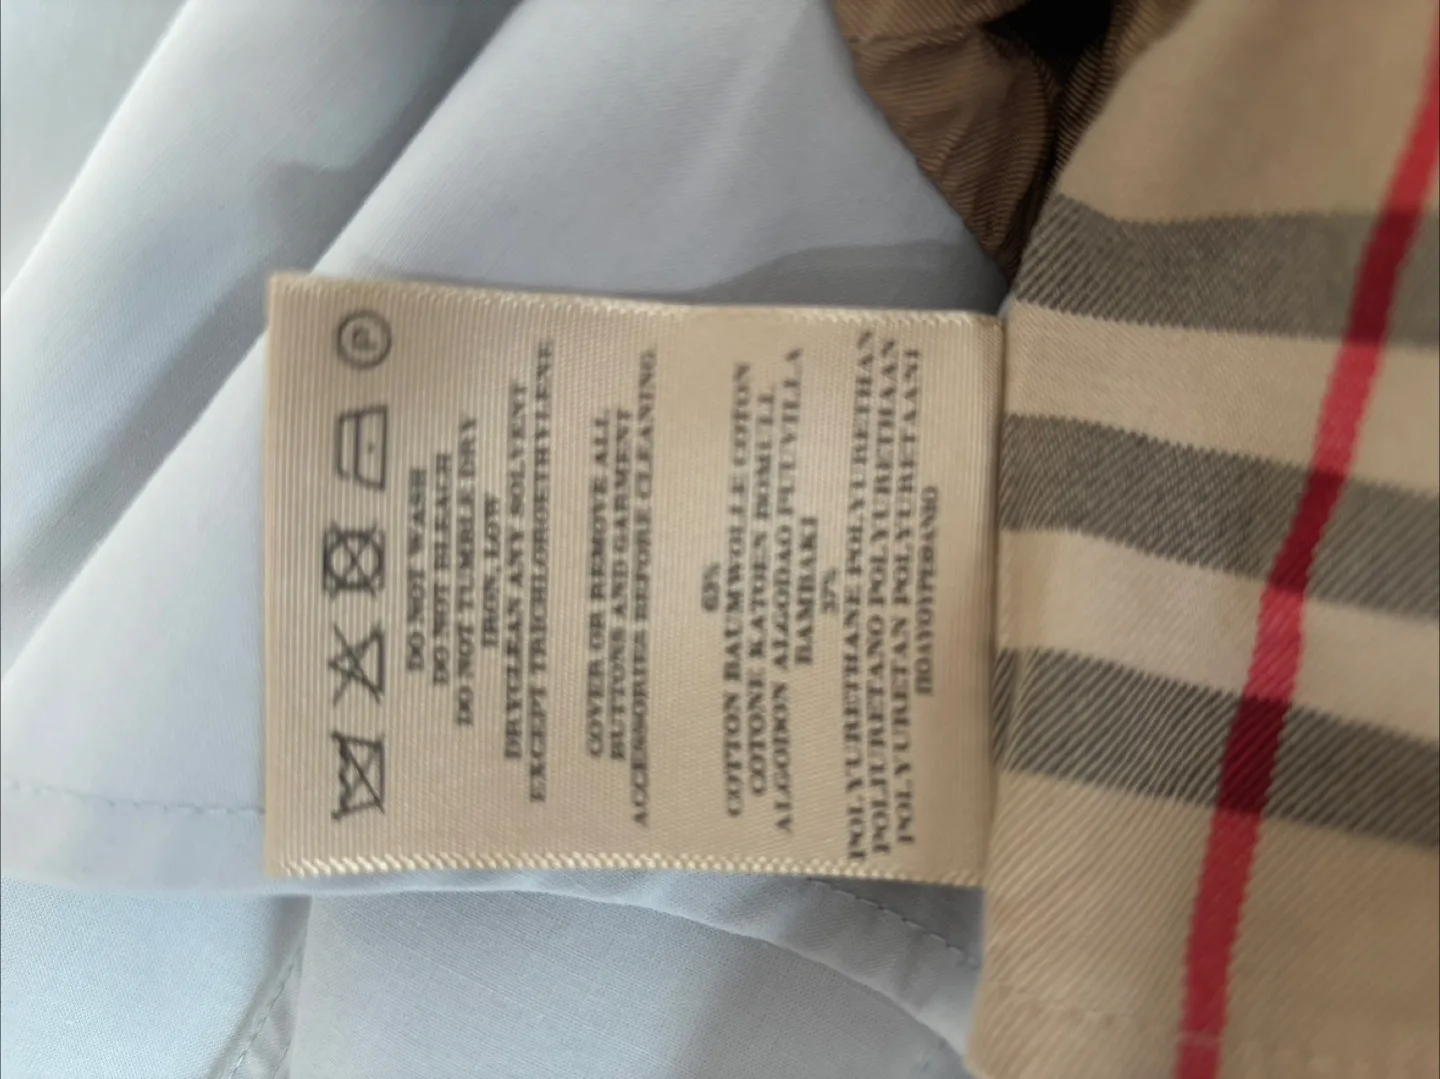 P
DO NOT WASH
DO NOT BLEACH
DO NOT TUMBLE DRY
IRON, LOW
DRYCLEAN ANY SOLVENT
EXCEPT TRICHLOROETHYLENE
COVER OR REMOVE ALL
BUTTONS AND GARMENT
ACCESSORIES BEFORE CLEANING.
63%
COTTON BAUMWOLLE COTON
COTONE KATOEN BOMULL
ALGODON ALGODAO PUUVILLA
BAMBAKI
37%
POLYURETHANE POLYURETHAN
POLIURETANO POLYURETHAAN
POLYURETAN POLYURETAANI
ΠΟΛΥΟΥΡΕΘΑΝΙΟ